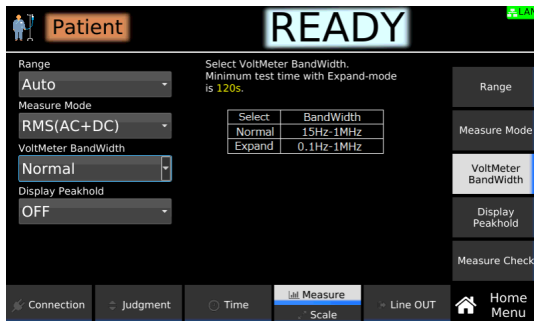 Patient
READY
LAN
Range
Auto
Measure Mode
RMS(AC+DC)
VoltMeter BandWidth
Normal
Display Peakhold
OFF
Select VoltMeter BandWidth.
Minimum test time with Expand-mode
is 120s.
Select BandWidth
Normal 15Hz-1MHz
Expand 0.1Hz-1MHz
Range
Measure Mode
VoltMeter
BandWidth
Display
Peakhold
Measure Check
Connection
Judgment
Time
Measure
Scale
Line OUT
Home
Menu